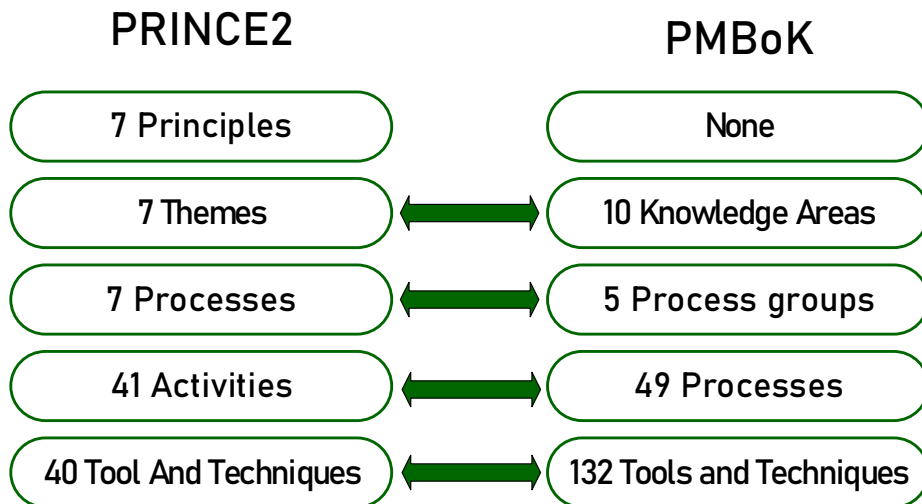 PRINCE2
PMBoK
7 Principles
None
7 Themes
10 Knowledge Areas
7 Processes
5 Process groups
41 Activities
49 Processes
40 Tool And Techniques
132 Tools and Techniques